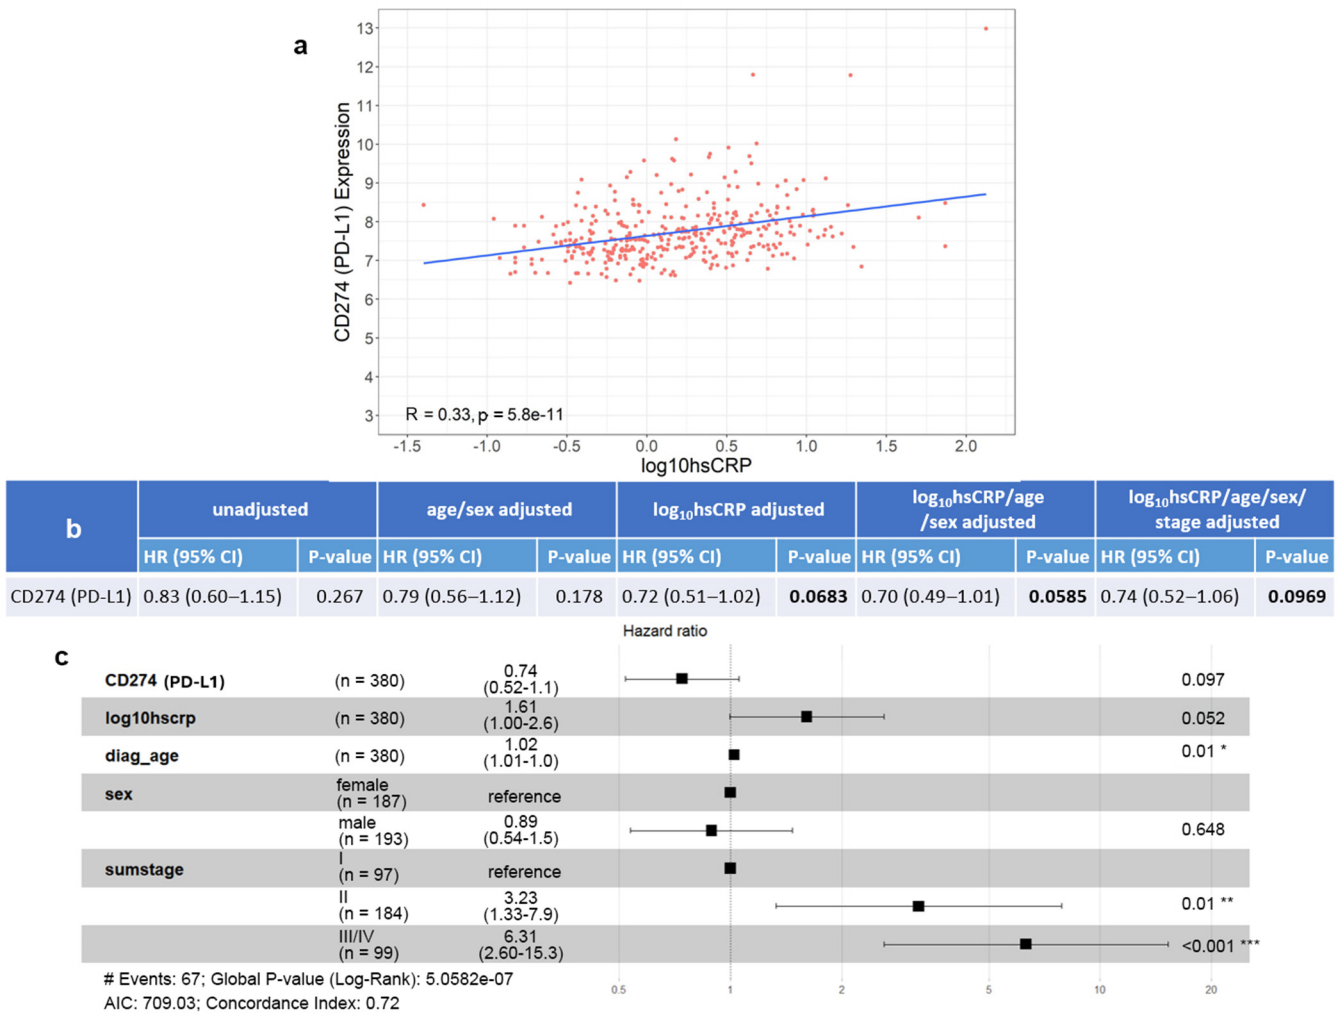 a
13
12
11
10
9
8
7
6
5
4
3
CD274 (PD-L1) Expression
R = 0.33, p = 5.8e-11
-1.5 -1.0 -0.5 0.0 0.5 1.0 1.5 2.0
log10hsCRP
b
unadjusted
age/sex adjusted
log₁₀hsCRP adjusted
log₁₀hsCRP/age
/sex adjusted
log₁₀hsCRP/age/sex/
stage adjusted
HR (95% CI) P-value HR (95% CI) P-value HR (95% CI) P-value HR (95% CI) P-value HR (95% CI) P-value
CD274 (PD-L1) 0.83 (0.60–1.15) 0.267 0.79 (0.56–1.12) 0.178 0.72 (0.51–1.02) 0.0683 0.70 (0.49–1.01) 0.0585 0.74 (0.52–1.06) 0.0969
Hazard ratio
c
CD274 (PD-L1) (n = 380) 0.74
(0.52-1.1) 0.097
log10hscrp (n = 380) 1.61
(1.00-2.6) 0.052
diag_age (n = 380) 1.02
(1.01-1.0) 0.01 *
sex female
(n = 187) reference
male
(n = 193) 0.89
(0.54-1.5) 0.648
sumstage I
(n = 97) reference
II
(n = 184) 3.23
(1.33-7.9) 0.01 **
III/IV
(n = 99) 6.31
(2.60-15.3) <0.001 ***
# Events: 67; Global P-value (Log-Rank): 5.0582e-07
AIC: 709.03; Concordance Index: 0.72
0.5 1 2 5 10 20